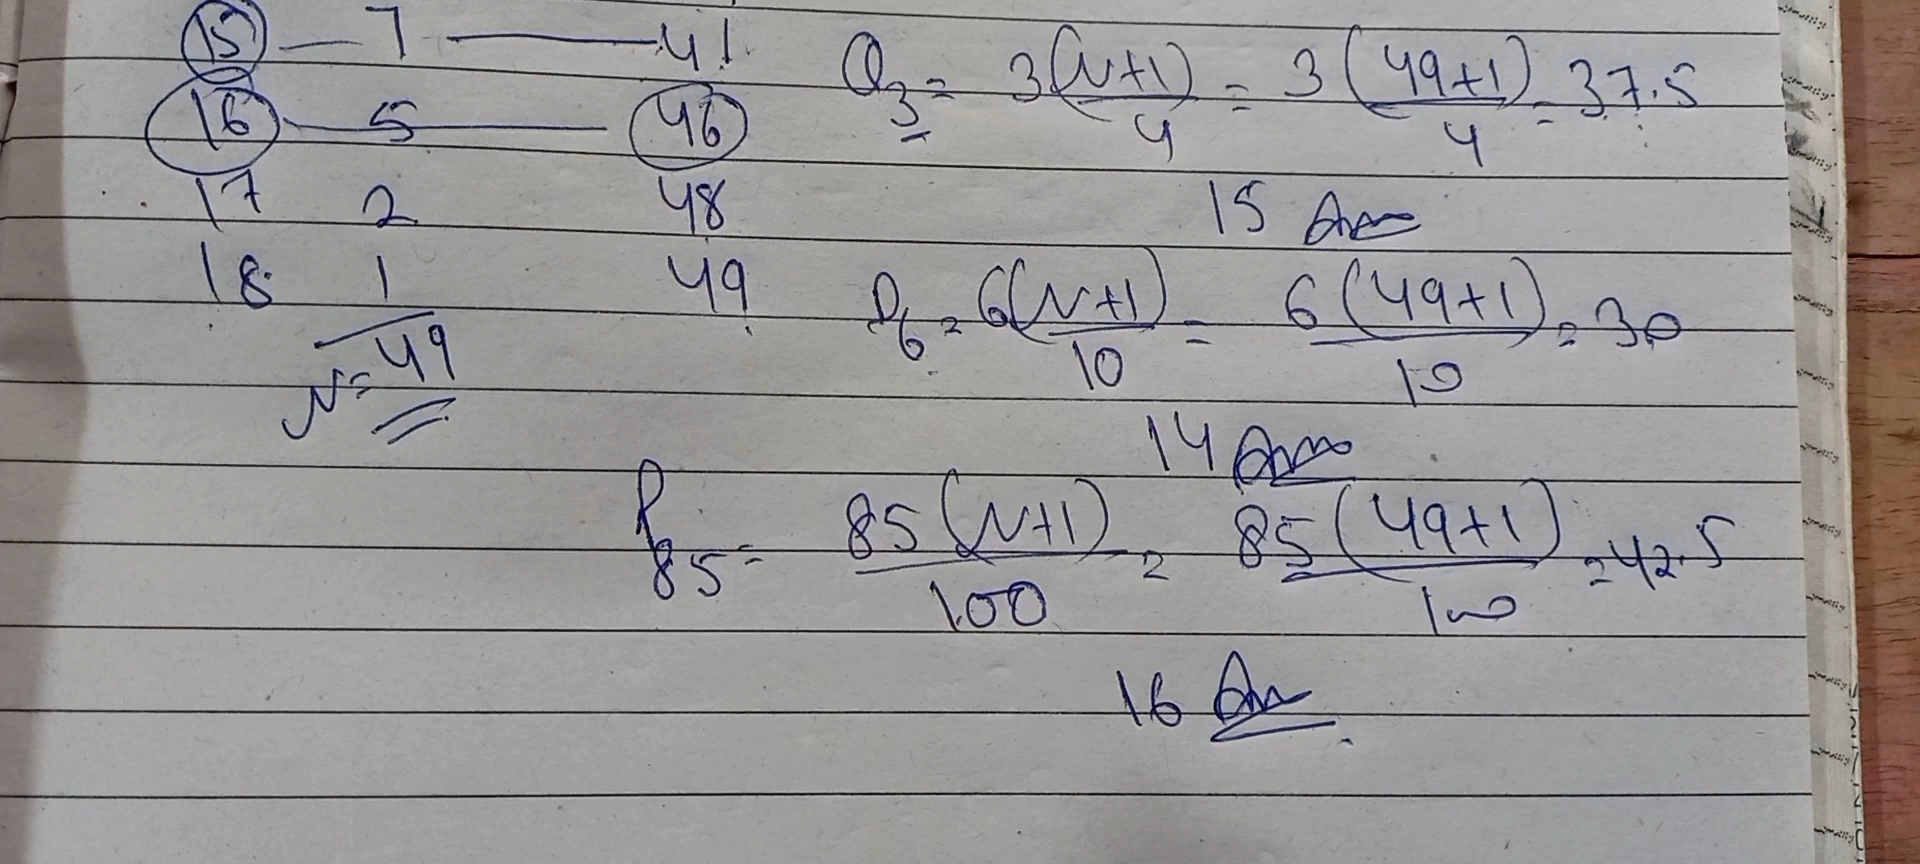 15 — 7 — 41 Q3 = 3(N+1)/4 = 3(49+1)/4 = 37.5
16 — 5 — 46
17 2 48 15 Ans
18 1 49 D6 = 6(N+1)/10 = 6(49+1)/10 = 30
N = 49
14 Ans
P85 = 85(N+1)/100 = 85(49+1)/100 = 42.5
16 Ans